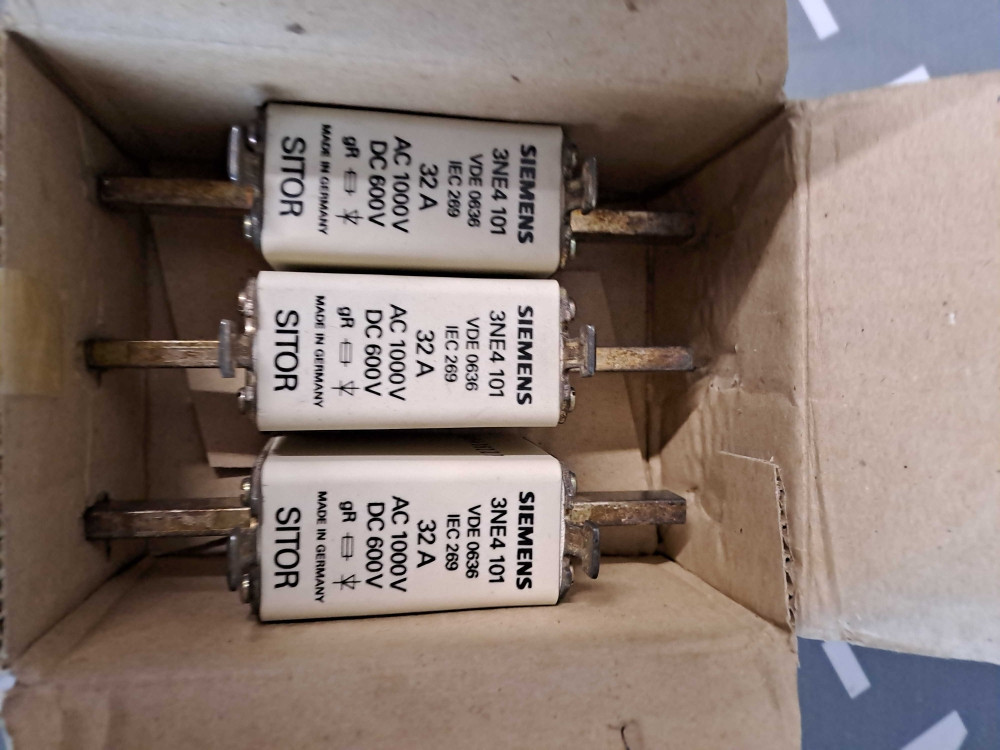 SIEMENS
3NE4 101
VDE 0636
IEC 269
32 A
AC 1000V
DC 600V
gR
MADE IN GERMANY
SITOR
SIEMENS
3NE4 101
VDE 0636
IEC 269
32 A
AC 1000V
DC 600V
gR
MADE IN GERMANY
SITOR
SIEMENS
3NE4 101
VDE 0636
IEC 269
32 A
AC 1000V
DC 600V
gR
MADE IN GERMANY
SITOR